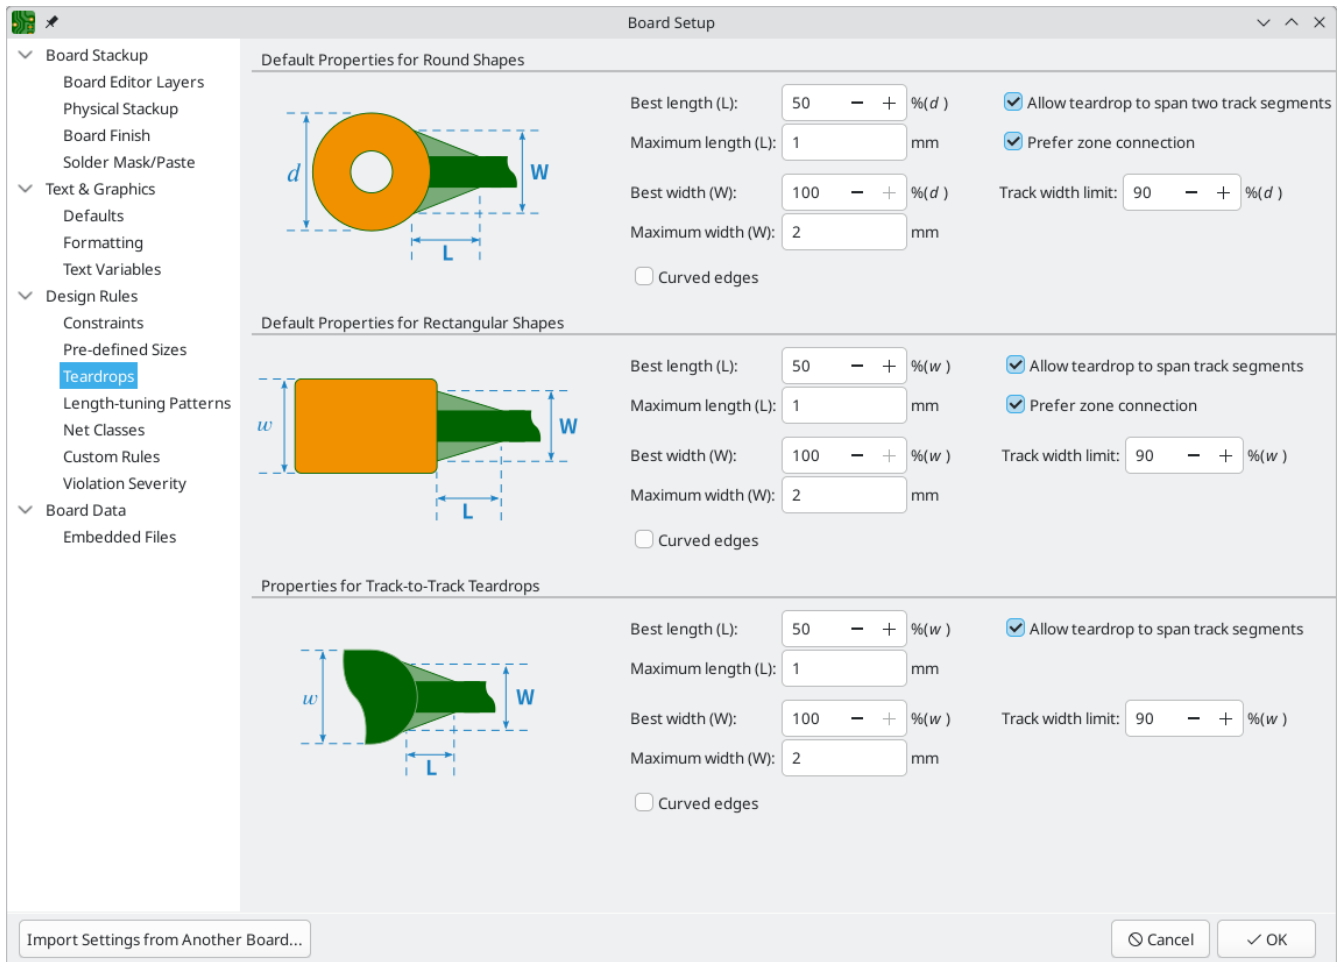 Board Setup
Board Stackup
Board Editor Layers
Physical Stackup
Board Finish
Solder Mask/Paste
Text & Graphics
Defaults
Formatting
Text Variables
Design Rules
Constraints
Pre-defined Sizes
Teardrops
Length-tuning Patterns
Net Classes
Custom Rules
Violation Severity
Board Data
Embedded Files
Default Properties for Round Shapes
d
W
L
Best length (L): 50 − + %(d )
Allow teardrop to span two track segments
Maximum length (L): 1 mm
Prefer zone connection
Best width (W): 100 − + %(d )
Track width limit: 90 − + %(d )
Maximum width (W): 2 mm
Curved edges
Default Properties for Rectangular Shapes
w
W
L
Best length (L): 50 − + %(w )
Allow teardrop to span track segments
Maximum length (L): 1 mm
Prefer zone connection
Best width (W): 100 − + %(w )
Track width limit: 90 − + %(w )
Maximum width (W): 2 mm
Curved edges
Properties for Track-to-Track Teardrops
w
W
L
Best length (L): 50 − + %(w )
Allow teardrop to span track segments
Maximum length (L): 1 mm
Best width (W): 100 − + %(w )
Track width limit: 90 − + %(w )
Maximum width (W): 2 mm
Curved edges
Import Settings from Another Board...
Cancel
OK